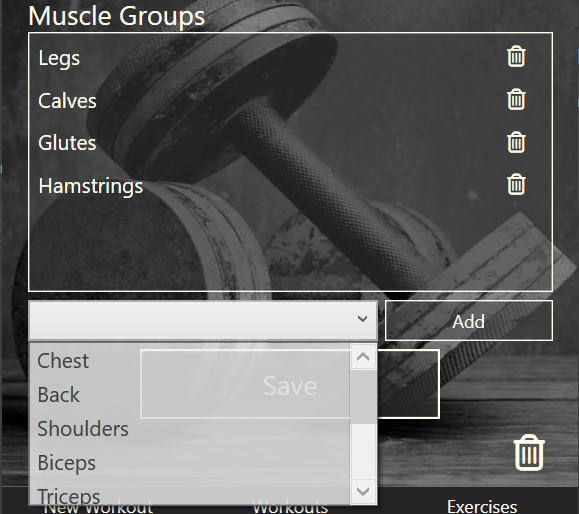 Muscle Groups
Legs
Calves
Glutes
Hamstrings
Add
Chest
Save
Back
Shoulders
Biceps
Triceps
New Workout
Workouts
Exercises